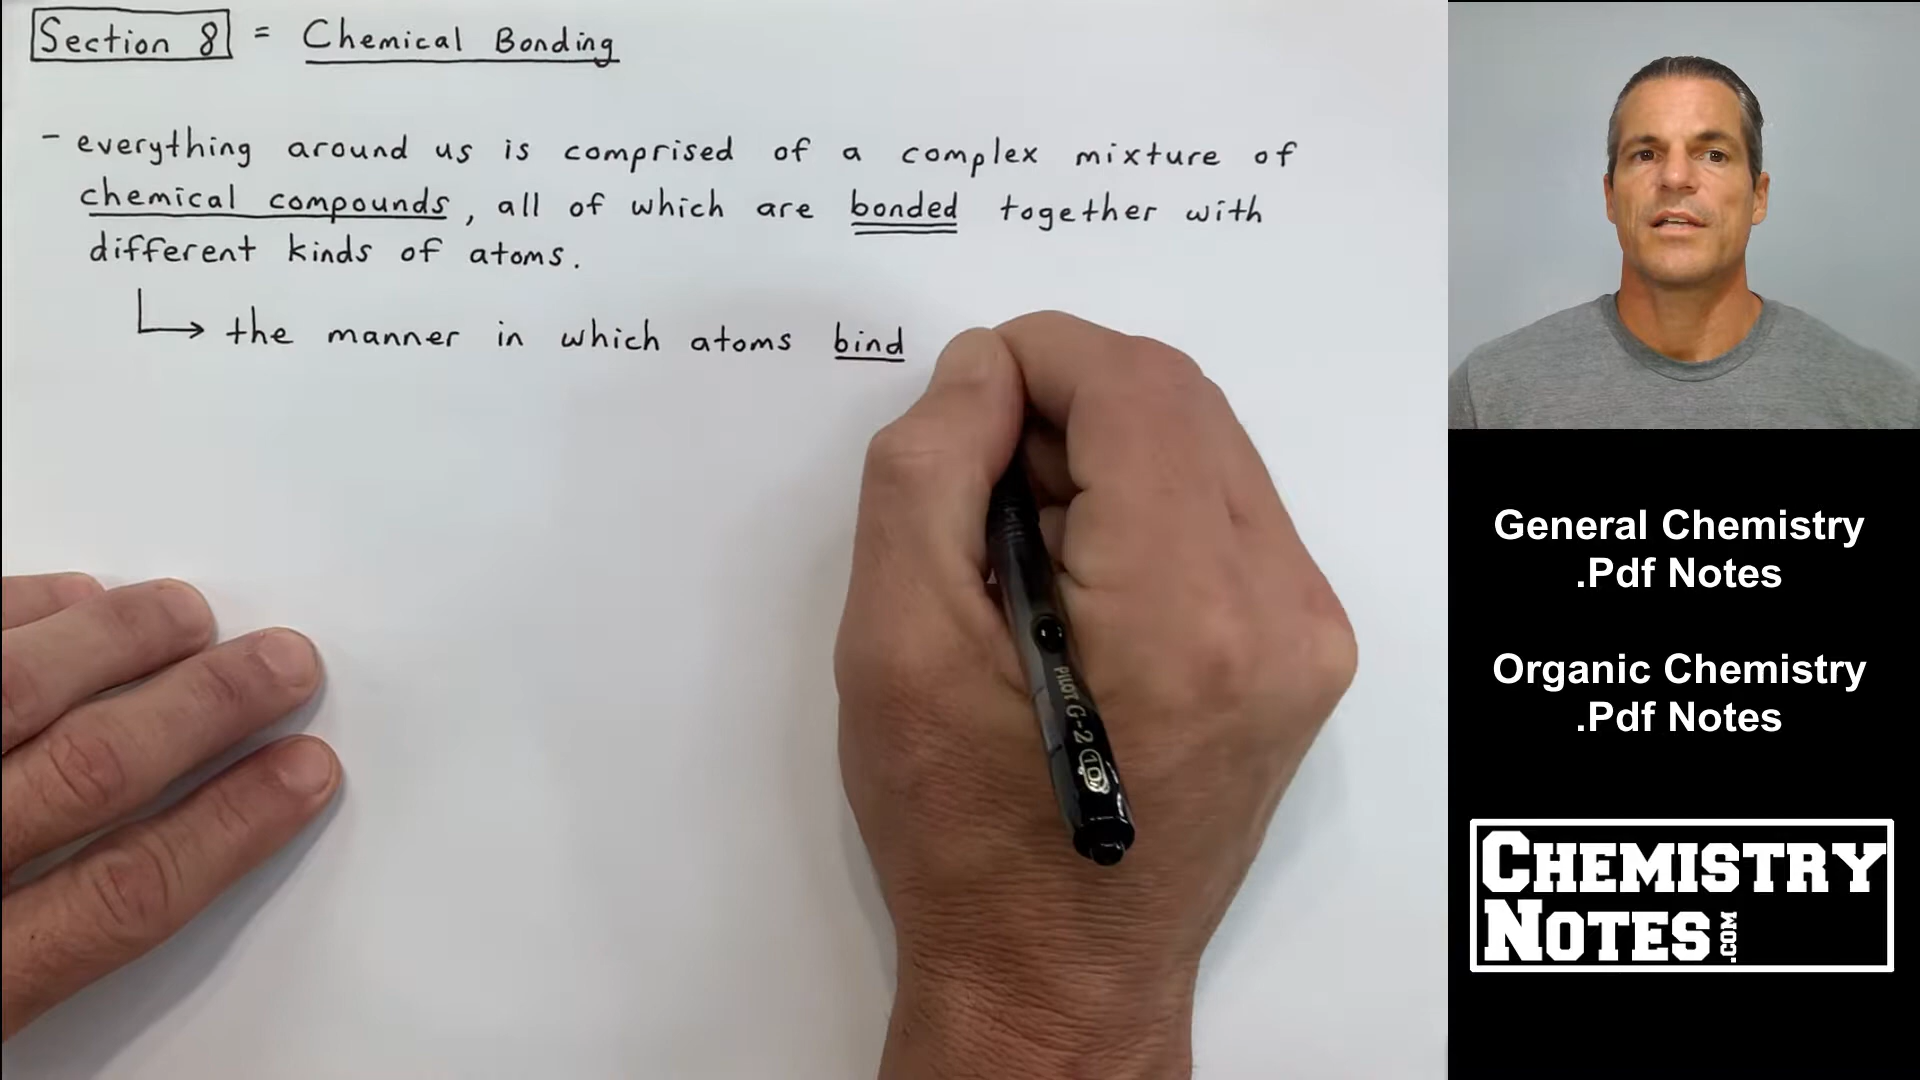 Section 8 = Chemical Bonding
- everything around us is comprised of a complex mixture of
chemical compounds, all of which are bonded together with
different kinds of atoms.
the manner in which atoms bind
PILOT G-2 10
General Chemistry
.Pdf Notes
Organic Chemistry
.Pdf Notes
CHEMISTRY
NOTES.COM